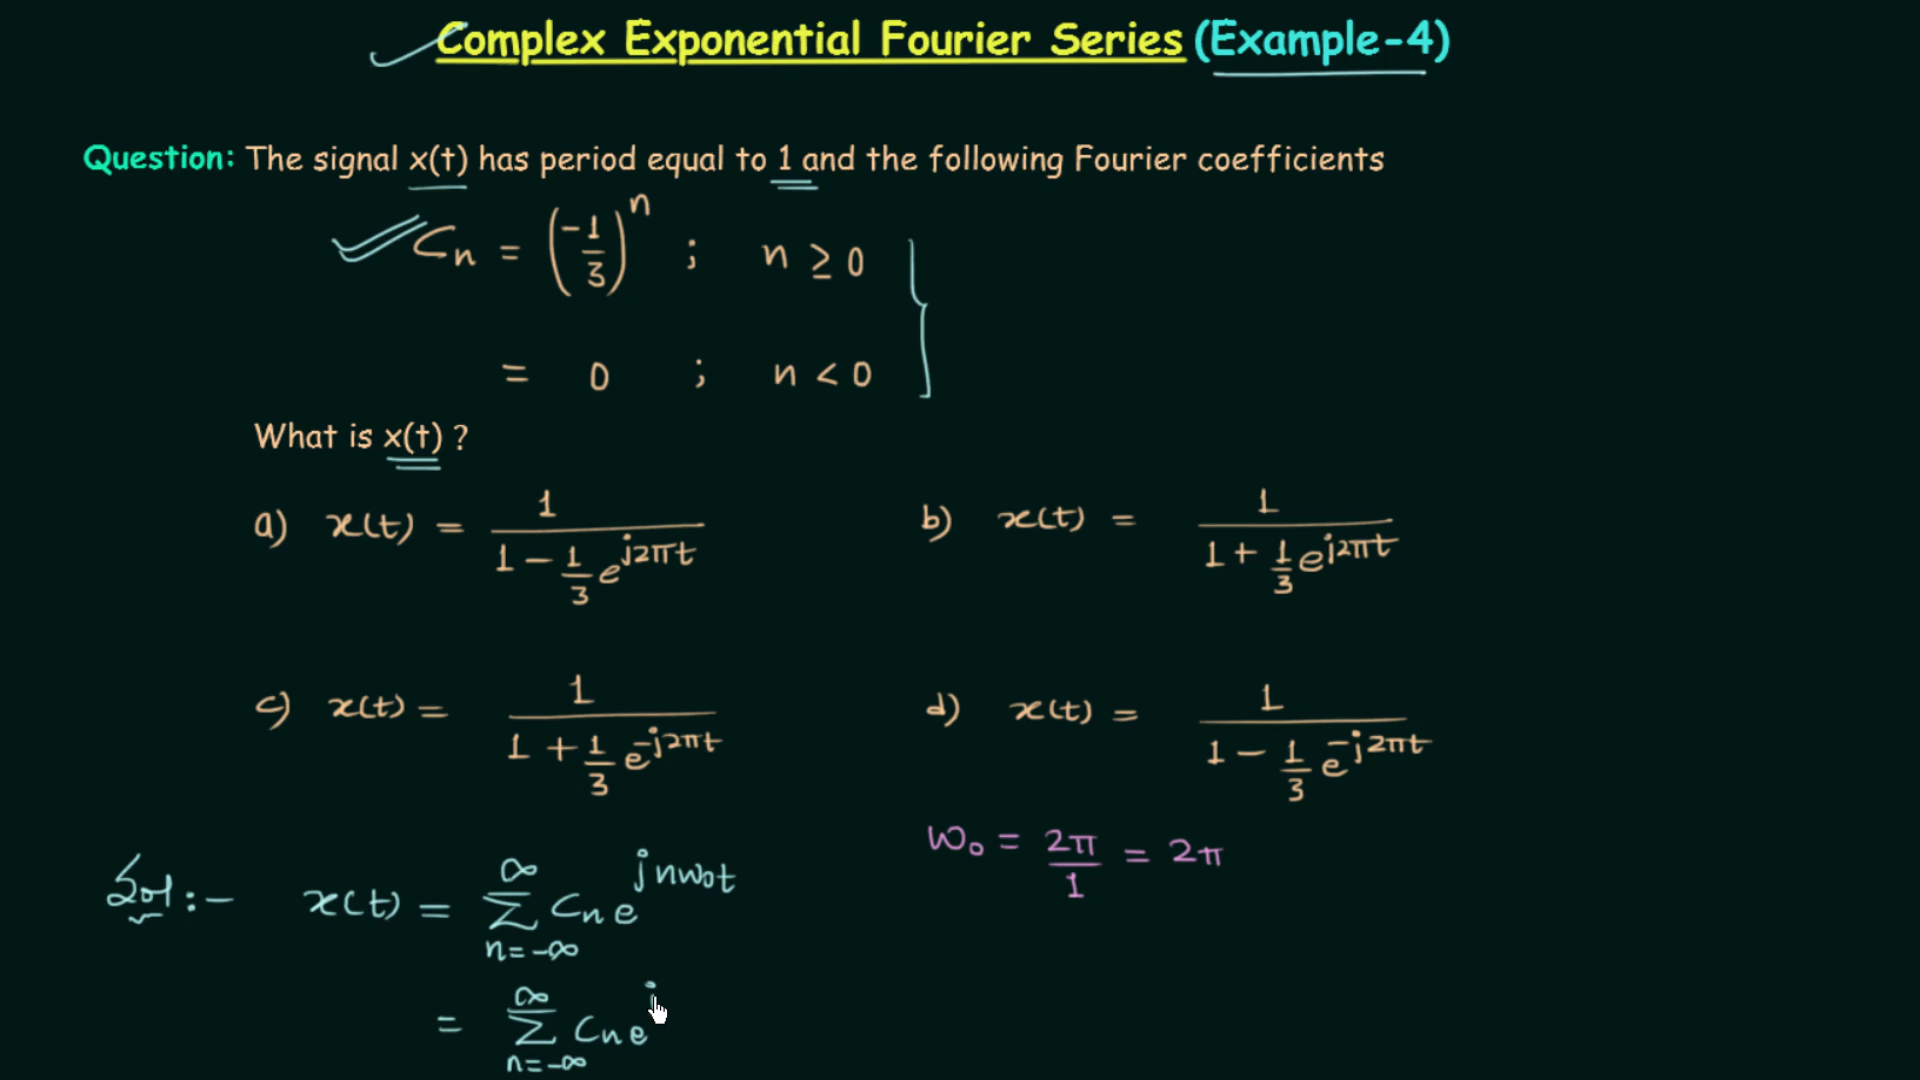 Complex Exponential Fourier Series (Example-4)
Question: The signal x(t) has period equal to 1 and the following Fourier coefficients
Cn = (-1/3)^n ; n ≥ 0
= 0 ; n < 0
What is x(t) ?
a) x(t) = 1/(1 - 1/3 e^(j2πt))
b) x(t) = 1/(1 + 1/3 e^(j2πt))
c) x(t) = 1/(1 + 1/3 e^(-j2πt))
d) x(t) = 1/(1 - 1/3 e^(-j2πt))
ω₀ = 2π/1 = 2π
Sol :- x(t) = ∑_(n=-∞)^∞ Cn e^(jnω₀t)
= ∑_(n=-∞)^∞ Cn e^j